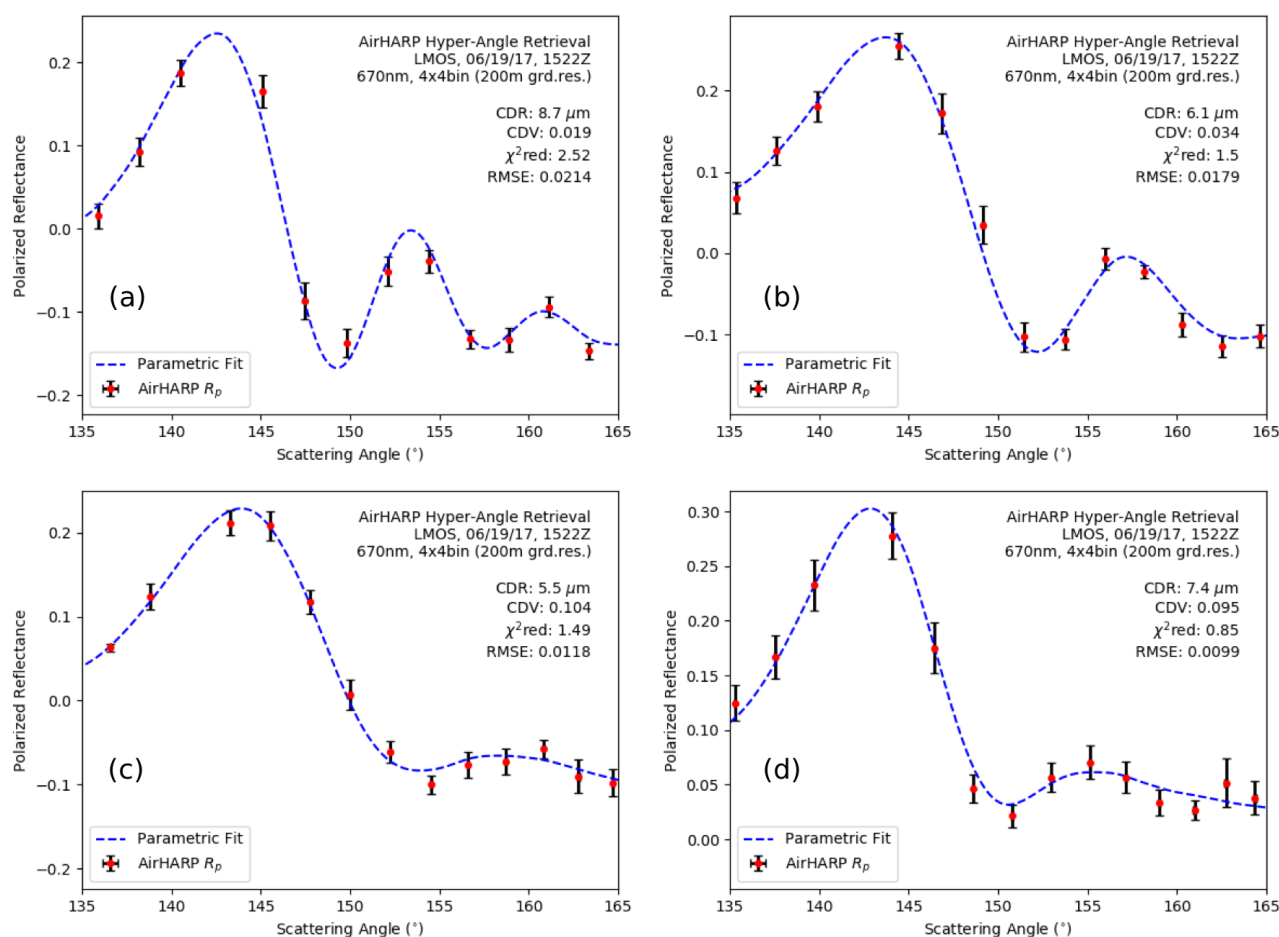 AirHARP Hyper-Angle Retrieval
LMOS, 06/19/17, 1522Z
670nm, 4x4bin (200m grd.res.)
CDR: 8.7 μm
CDV: 0.019
χ²red: 2.52
RMSE: 0.0214
0.2
0.1
0.0
−0.1
−0.2
Polarized Reflectance
(a)
Parametric Fit
AirHARP Rp
135 140 145 150 155 160 165
Scattering Angle (°)
AirHARP Hyper-Angle Retrieval
LMOS, 06/19/17, 1522Z
670nm, 4x4bin (200m grd.res.)
CDR: 6.1 μm
CDV: 0.034
χ²red: 1.5
RMSE: 0.0179
0.2
0.1
0.0
−0.1
Polarized Reflectance
(b)
Parametric Fit
AirHARP Rp
135 140 145 150 155 160 165
Scattering Angle (°)
AirHARP Hyper-Angle Retrieval
LMOS, 06/19/17, 1522Z
670nm, 4x4bin (200m grd.res.)
CDR: 5.5 μm
CDV: 0.104
χ²red: 1.49
RMSE: 0.0118
0.2
0.1
0.0
−0.1
−0.2
Polarized Reflectance
(c)
Parametric Fit
AirHARP Rp
135 140 145 150 155 160 165
Scattering Angle (°)
AirHARP Hyper-Angle Retrieval
LMOS, 06/19/17, 1522Z
670nm, 4x4bin (200m grd.res.)
CDR: 7.4 μm
CDV: 0.095
χ²red: 0.85
RMSE: 0.0099
0.30
0.25
0.20
0.15
0.10
0.05
0.00
Polarized Reflectance
(d)
Parametric Fit
AirHARP Rp
135 140 145 150 155 160 165
Scattering Angle (°)